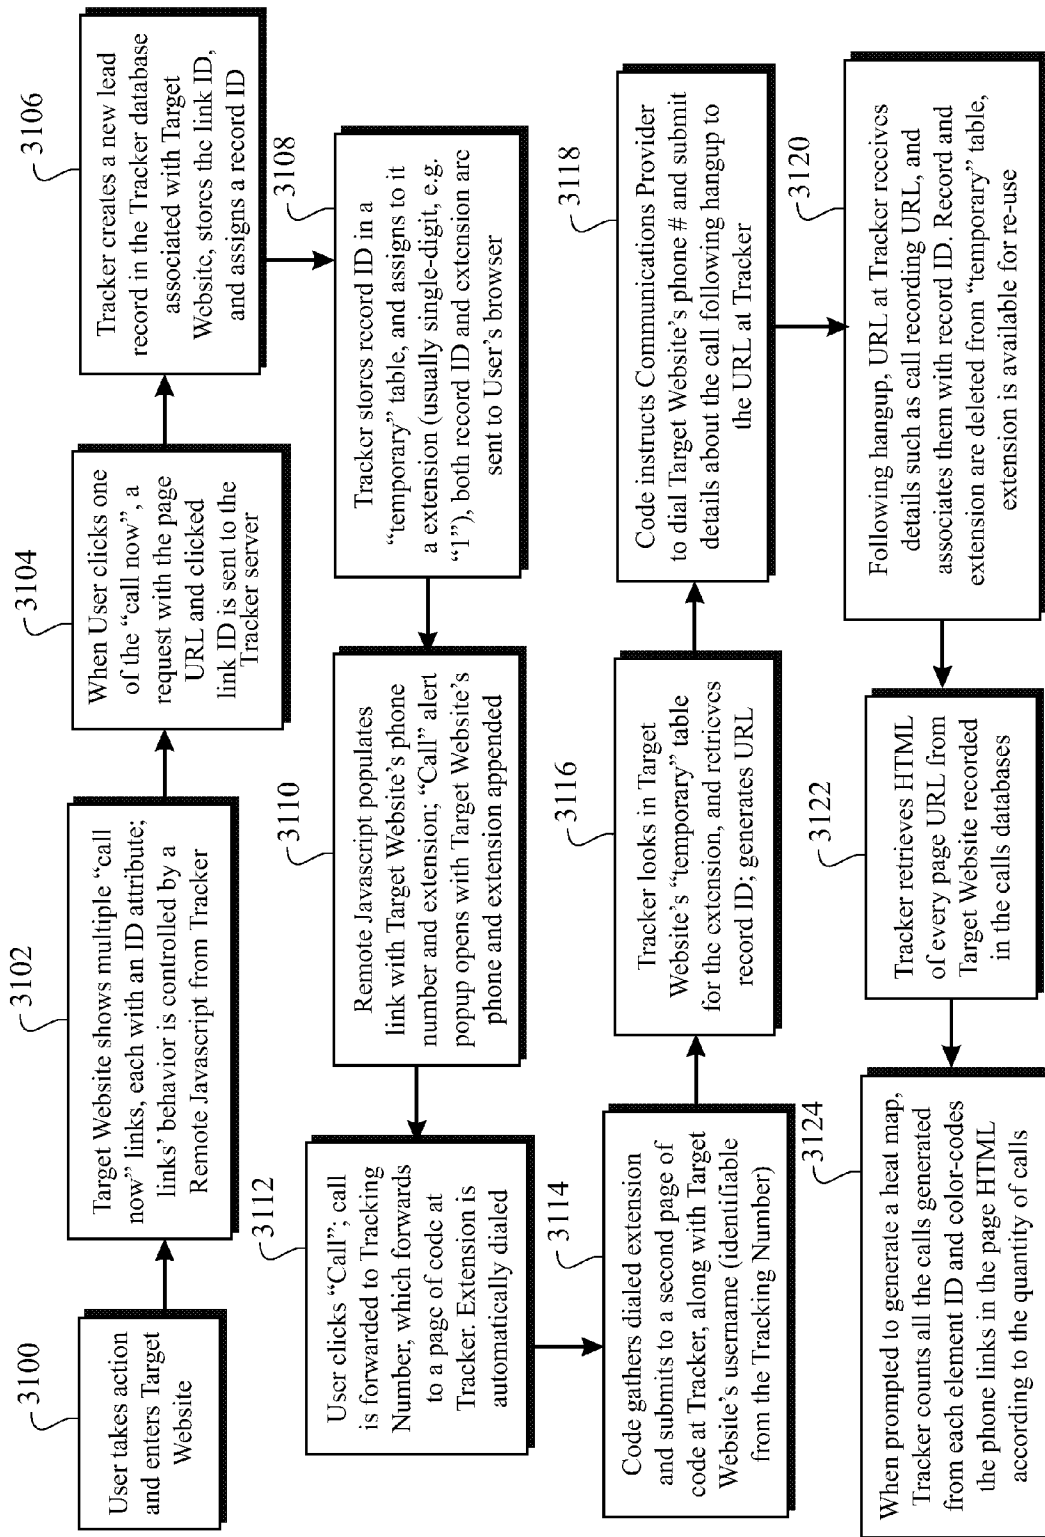 3100
User takes action
and enters Target
Website
3102
Target Website shows multiple “call
now” links, each with an ID attribute;
links’ behavior is controlled by a
Remote Javascript from Tracker
3104
When User clicks one
of the “call now”, a
request with the page
URL and clicked
link ID is sent to the
Tracker server
3106
Tracker creates a new lead
record in the Tracker database
associated with Target
Website, stores the link ID,
and assigns a record ID
3108
Tracker stores record ID in a
“temporary” table, and assigns to it
a extension (usually single-digit, e.g.
“1”), both record ID and extension are
sent to User’s browser
3110
Remote Javascript populates
link with Target Website’s phone
number and extension; “Call” alert
popup opens with Target Website’s
phone and extension appended
3112
User clicks “Call”; call
is forwarded to Tracking
Number, which forwards
to a page of code at
Tracker. Extension is
automatically dialed
3114
Code gathers dialed extension
and submits to a second page of
code at Tracker, along with Target
Website’s username (identifiable
from the Tracking Number)
3116
Tracker looks in Target
Website’s “temporary” table
for the extension, and retrieves
record ID; generates URL
3118
Code instructs Communications Provider
to dial Target Website’s phone # and submit
details about the call following hangup to
the URL at Tracker
3120
Following hangup, URL at Tracker receives
details such as call recording URL, and
associates them with record ID. Record and
extension are deleted from “temporary” table,
extension is available for re-use
3122
Tracker retrieves HTML
of every page URL from
Target Website recorded
in the calls databases
3124
When prompted to generate a heat map,
Tracker counts all the calls generated
from each element ID and color-codes
the phone links in the page HTML
according to the quantity of calls